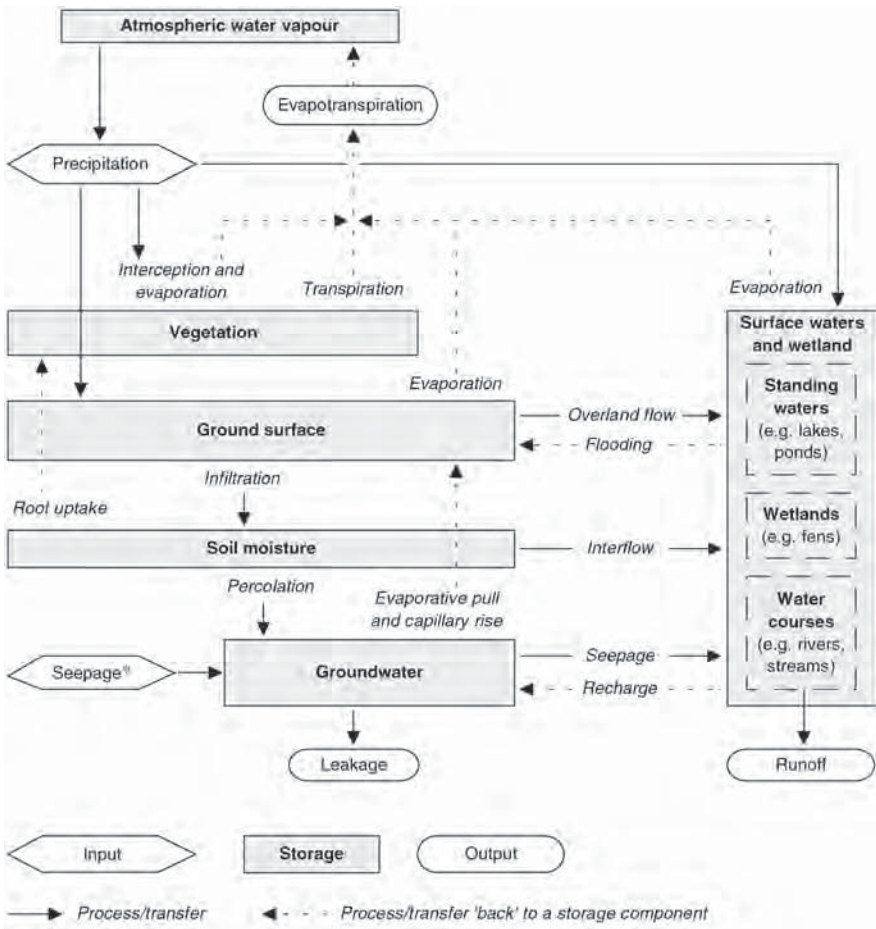 Atmospheric water vapour
Evapotranspiration
Precipitation
Interception and
evaporation
Transpiration
Evaporation
Vegetation
Surface waters
and wetland
Evaporation
Standing
waters
(e.g. lakes,
ponds)
Ground surface
Overland flow
Flooding
Infiltration
Root uptake
Wetlands
(e.g. fens)
Soil moisture
Interflow
Percolation
Evaporative pull
and capillary rise
Water
courses
(e.g. rivers,
streams)
Seepage*
Groundwater
Seepage
Recharge
Leakage
Runoff
Input
Storage
Output
Process/transfer
Process/transfer 'back' to a storage component